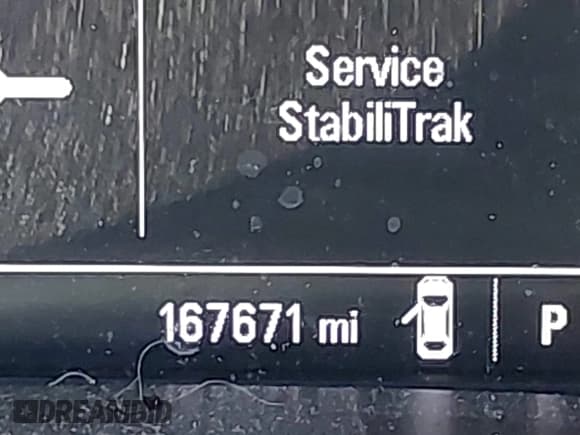 Service
StabiliTrak
167671 mi
P
DREAMBID